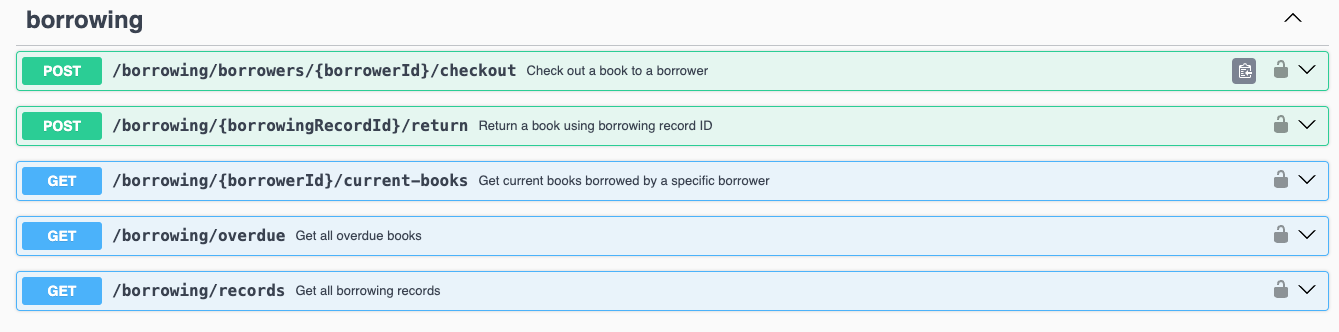 borrowing
POST /borrowing/borrowers/{borrowerId}/checkout Check out a book to a borrower
POST /borrowing/{borrowingRecordId}/return Return a book using borrowing record ID
GET /borrowing/{borrowerId}/current-books Get current books borrowed by a specific borrower
GET /borrowing/overdue Get all overdue books
GET /borrowing/records Get all borrowing records